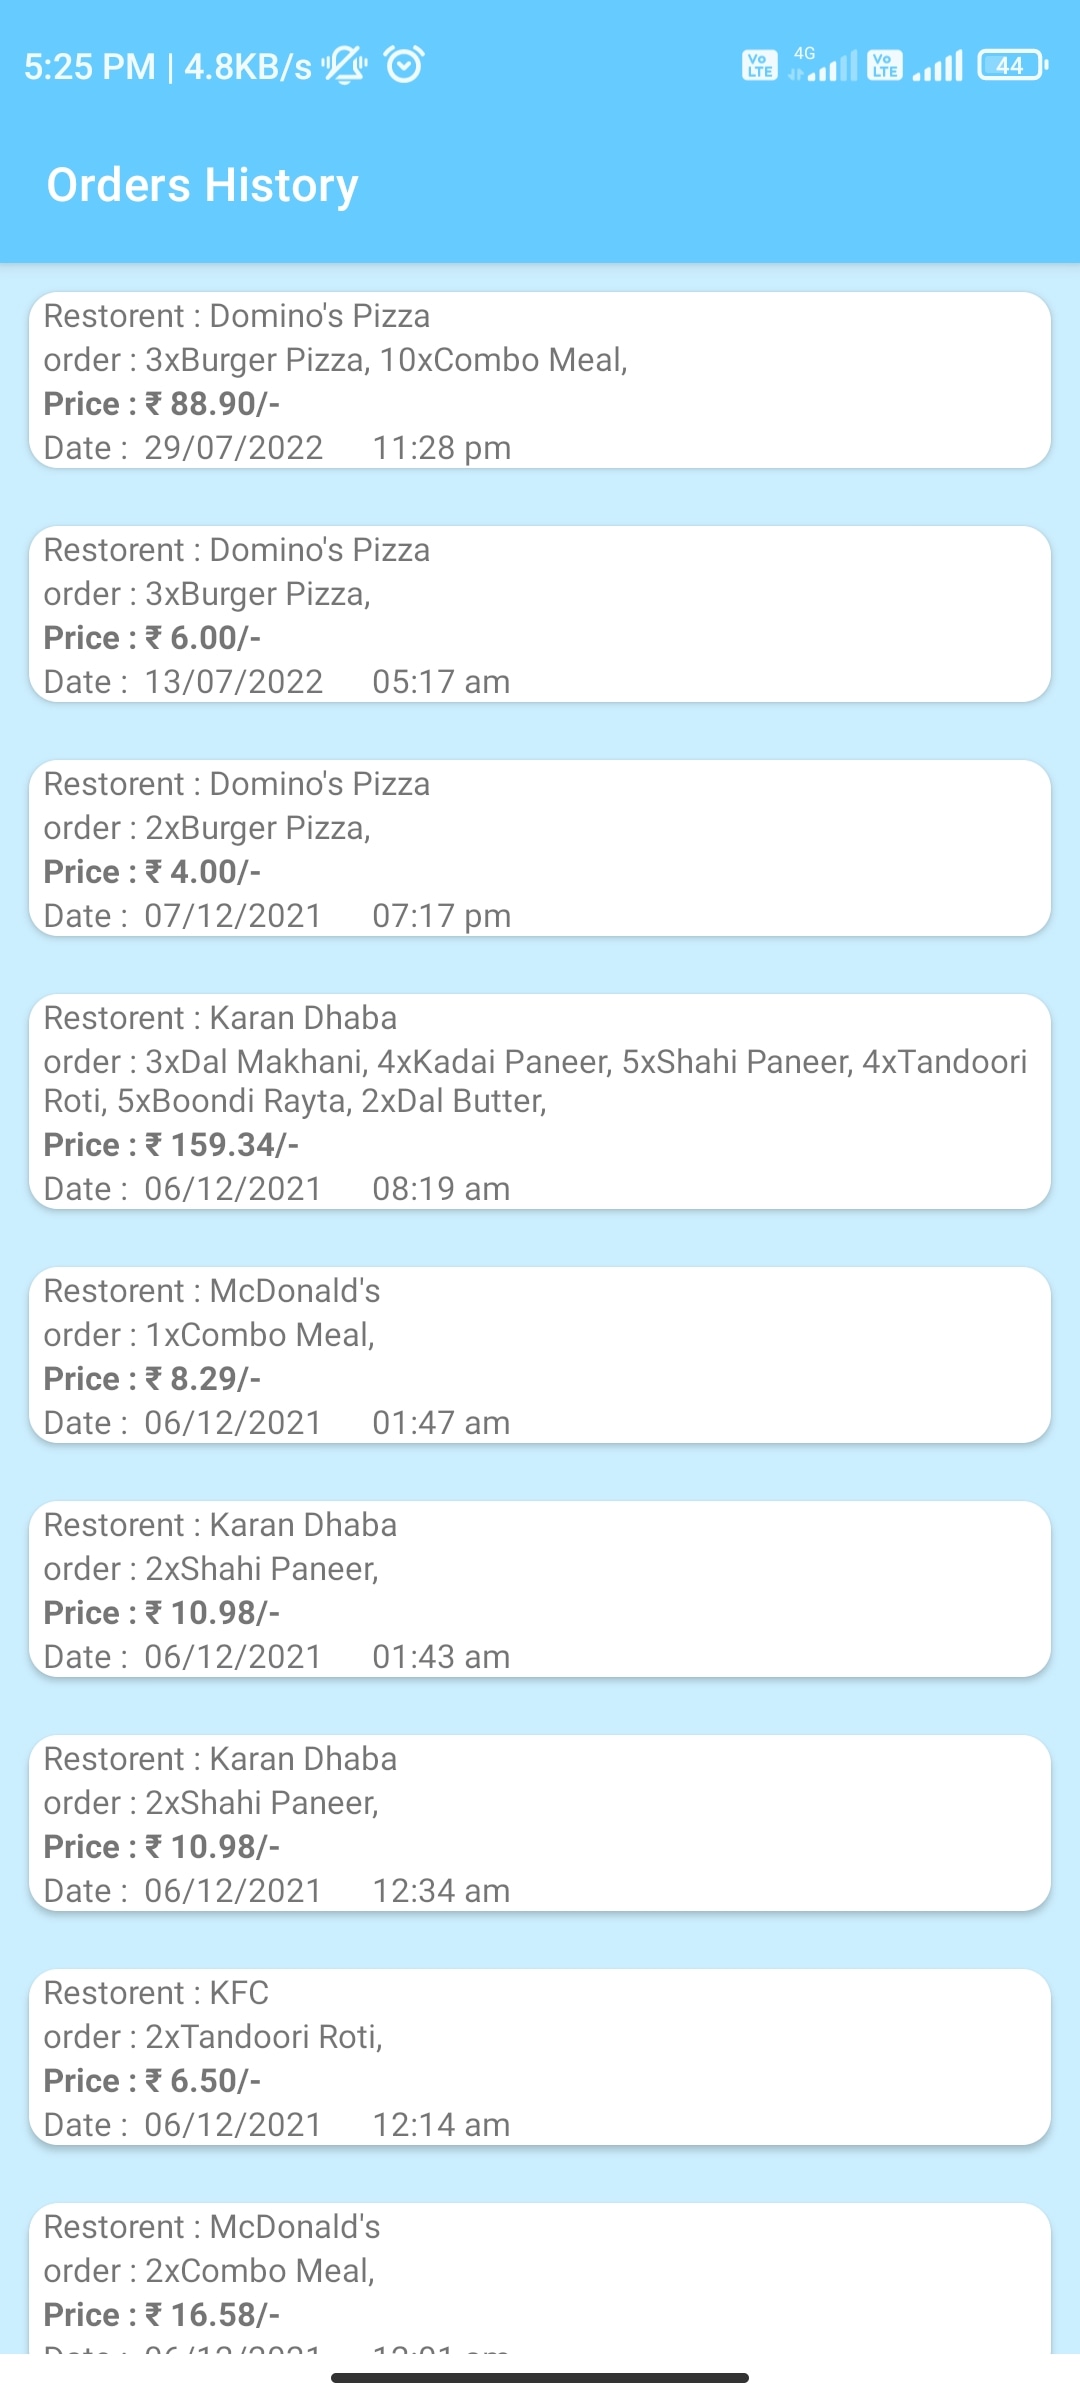 5:25 PM | 4.8KB/s
Vo LTE 4G Vo LTE 44
Orders History
Restorent : Domino's Pizza
order : 3xBurger Pizza, 10xCombo Meal,
Price : ₹ 88.90/-
Date : 29/07/2022 11:28 pm
Restorent : Domino's Pizza
order : 3xBurger Pizza,
Price : ₹ 6.00/-
Date : 13/07/2022 05:17 am
Restorent : Domino's Pizza
order : 2xBurger Pizza,
Price : ₹ 4.00/-
Date : 07/12/2021 07:17 pm
Restorent : Karan Dhaba
order : 3xDal Makhani, 4xKadai Paneer, 5xShahi Paneer, 4xTandoori
Roti, 5xBoondi Rayta, 2xDal Butter,
Price : ₹ 159.34/-
Date : 06/12/2021 08:19 am
Restorent : McDonald's
order : 1xCombo Meal,
Price : ₹ 8.29/-
Date : 06/12/2021 01:47 am
Restorent : Karan Dhaba
order : 2xShahi Paneer,
Price : ₹ 10.98/-
Date : 06/12/2021 01:43 am
Restorent : Karan Dhaba
order : 2xShahi Paneer,
Price : ₹ 10.98/-
Date : 06/12/2021 12:34 am
Restorent : KFC
order : 2xTandoori Roti,
Price : ₹ 6.50/-
Date : 06/12/2021 12:14 am
Restorent : McDonald's
order : 2xCombo Meal,
Price : ₹ 16.58/-